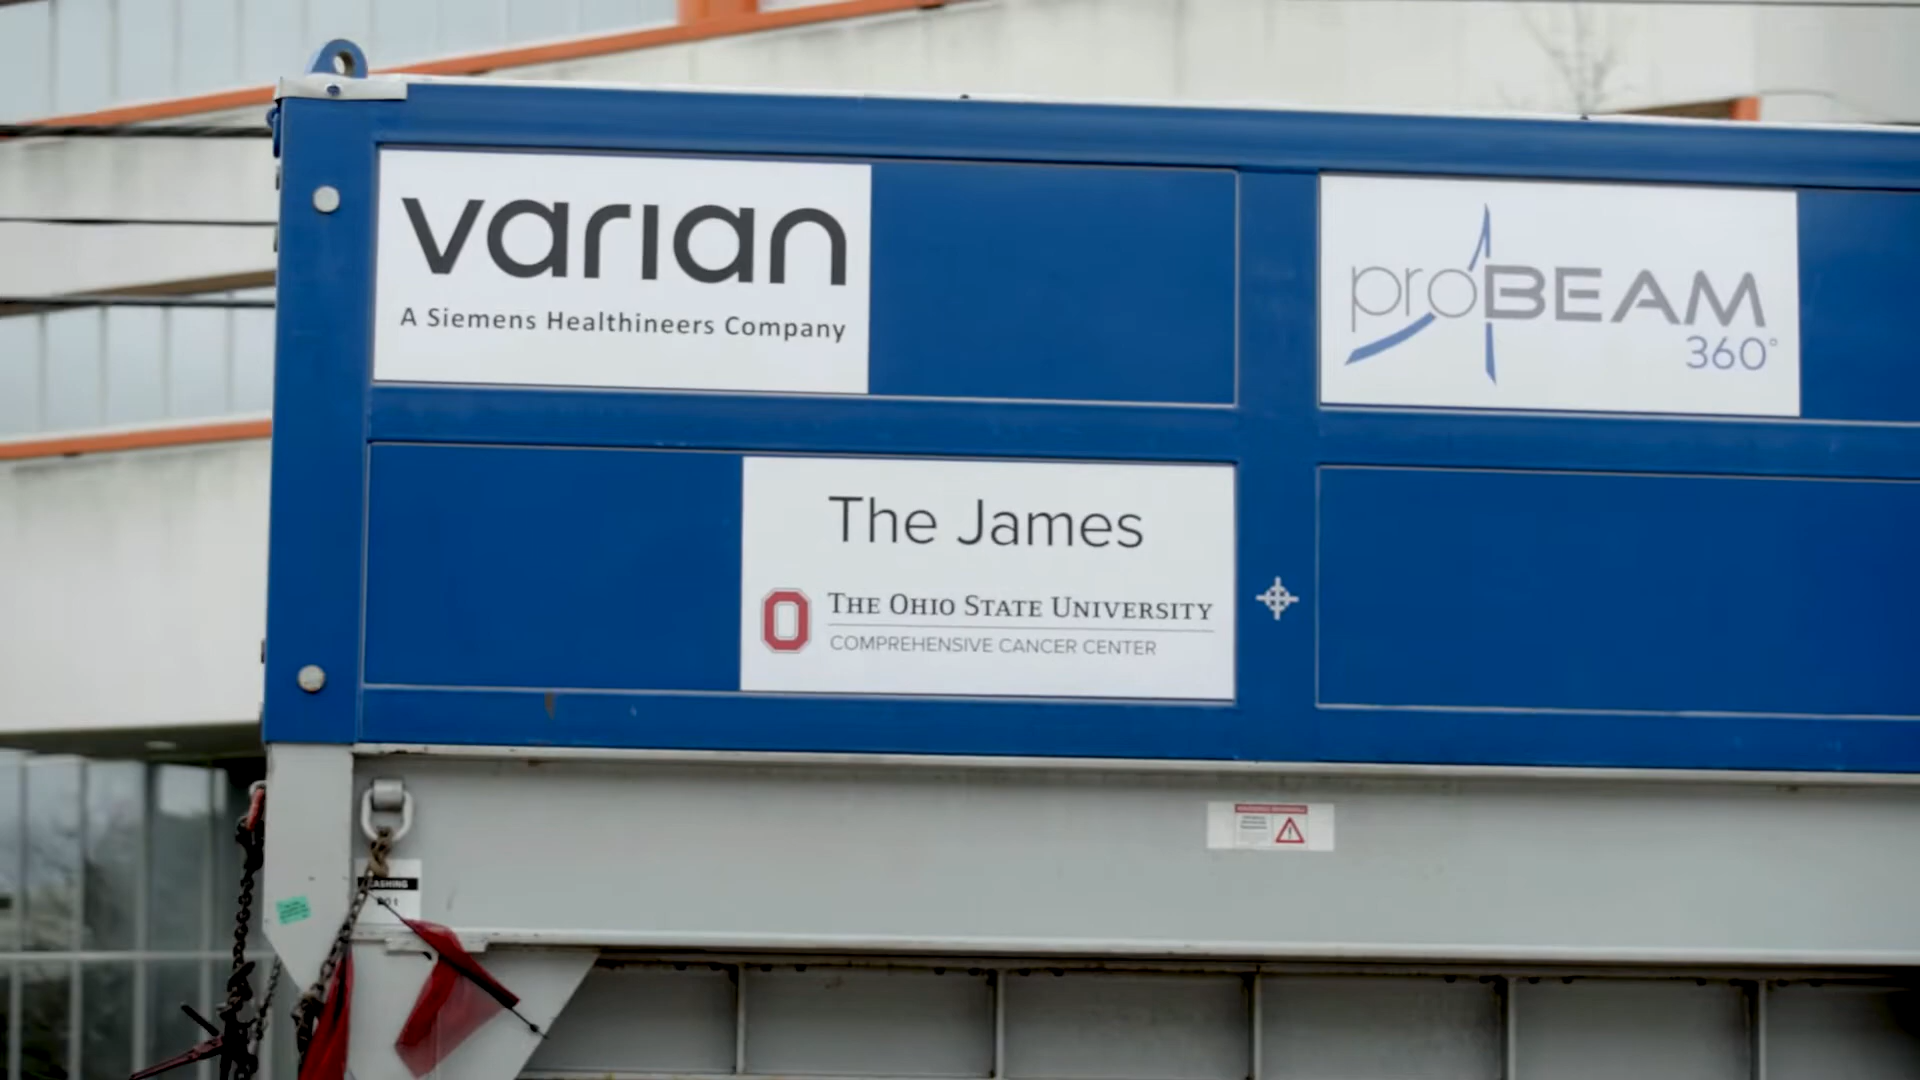 varian
A Siemens Healthineers Company
proBEAM
360°
The James
THE OHIO STATE UNIVERSITY
COMPREHENSIVE CANCER CENTER